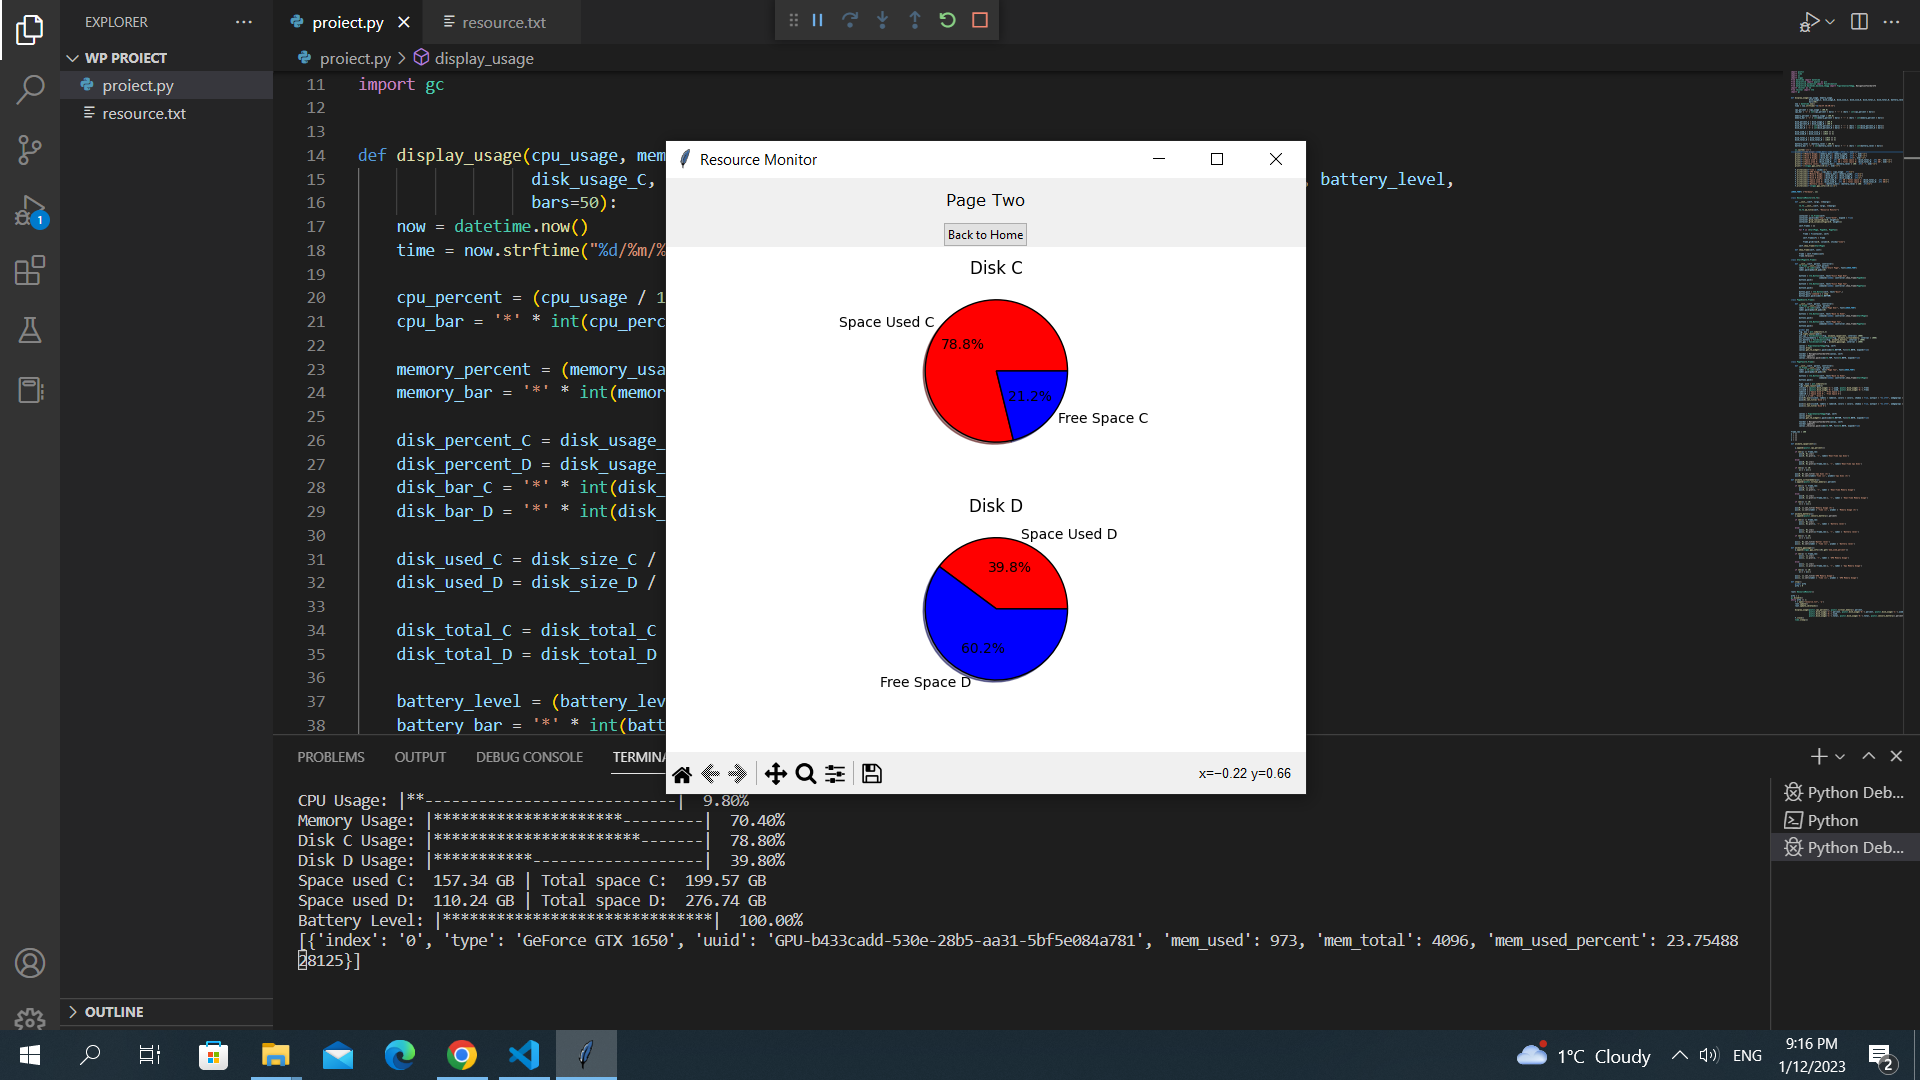 EXPLORER
WP PROJECT
proiect.py
resource.txt
OUTLINE
proiect.py
resource.txt
proiect.py > display_usage
11 import gc
12
13
14 def display_usage(cpu_usage, mem
15 disk_usage_C, , battery_level,
16 bars=50):
17 now = datetime.now()
18 time = now.strftime("%d/%m/%
19
20 cpu_percent = (cpu_usage / 1
21 cpu_bar = '*' * int(cpu_perc
22
23 memory_percent = (memory_usa
24 memory_bar = '*' * int(memor
25
26 disk_percent_C = disk_usage_
27 disk_percent_D = disk_usage_
28 disk_bar_C = '*' * int(disk_
29 disk_bar_D = '*' * int(disk_
30
31 disk_used_C = disk_size_C /
32 disk_used_D = disk_size_D /
33
34 disk_total_C = disk_total_C
35 disk_total_D = disk_total_D
36
37 battery_level = (battery_lev
38 battery_bar = '*' * int(batt
Resource Monitor
Page Two
Back to Home
Disk C
Space Used C
78.8%
21.2%
Free Space C
Disk D
Space Used D
39.8%
60.2%
Free Space D
x=−0.22 y=0.66
PROBLEMS OUTPUT DEBUG CONSOLE TERMINA
CPU Usage: |**----------------------------| 9.80%
Memory Usage: |*********************---------| 70.40%
Disk C Usage: |***********************-------| 78.80%
Disk D Usage: |***********-------------------| 39.80%
Space used C: 157.34 GB | Total space C: 199.57 GB
Space used D: 110.24 GB | Total space D: 276.74 GB
Battery Level: |******************************| 100.00%
[{'index': '0', 'type': 'GeForce GTX 1650', 'uuid': 'GPU-b433cadd-530e-28b5-aa31-5bf5e084a781', 'mem_used': 973, 'mem_total': 4096, 'mem_used_percent': 23.75488
28125}]
Python Deb...
Python
Python Deb...
1
1°C Cloudy
ENG
9:16 PM
1/12/2023
2